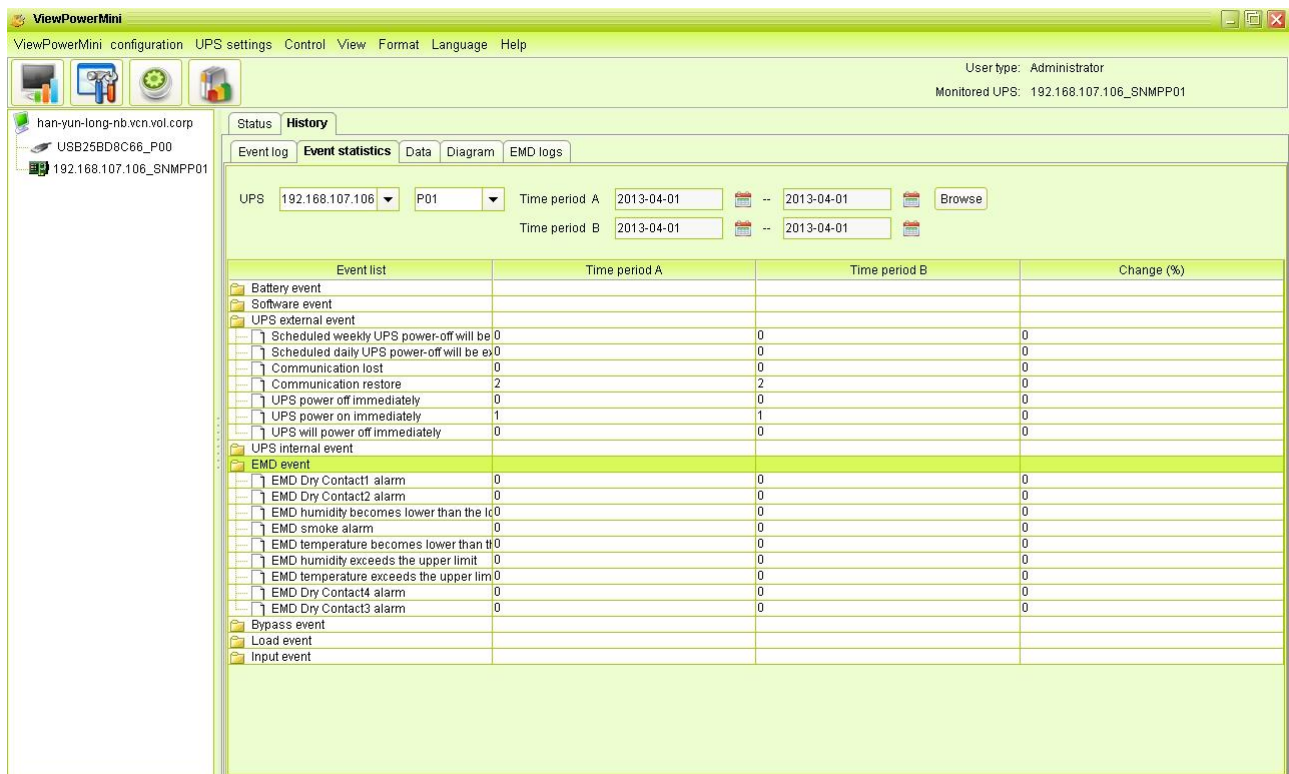 ViewPowerMini
ViewPowerMini configuration UPS settings Control View Format Language Help
User type: Administrator
Monitored UPS: 192.168.107.106_SNMPP01
han-yun-long-nb.vcn.vol.corp
USB25BD8C66_P00
192.168.107.106_SNMPP01
Status History
Event log Event statistics Data Diagram EMD logs
UPS 192.168.107.106 P01 Time period A 2013-04-01 -- 2013-04-01 Browse
Time period B 2013-04-01 -- 2013-04-01
Event list Time period A Time period B Change (%)
Battery event
Software event
UPS external event
Scheduled weekly UPS power-off will be 0 0 0
Scheduled daily UPS power-off will be 0 0 0
Communication lost 0 0 0
Communication restore 2 2 0
UPS power off immediately 0 0 0
UPS power on immediately 1 1 0
UPS will power off immediately 0 0 0
UPS internal event
EMD event
EMD Dry Contact1 alarm 0 0 0
EMD Dry Contact2 alarm 0 0 0
EMD humidity becomes lower than the 0 0 0
EMD smoke alarm 0 0 0
EMD temperature becomes lower than 0 0 0
EMD humidity exceeds the upper limit 0 0 0
EMD temperature exceeds the upper lim 0 0 0
EMD Dry Contact4 alarm 0 0 0
EMD Dry Contact3 alarm 0 0 0
Bypass event
Load event
Input event